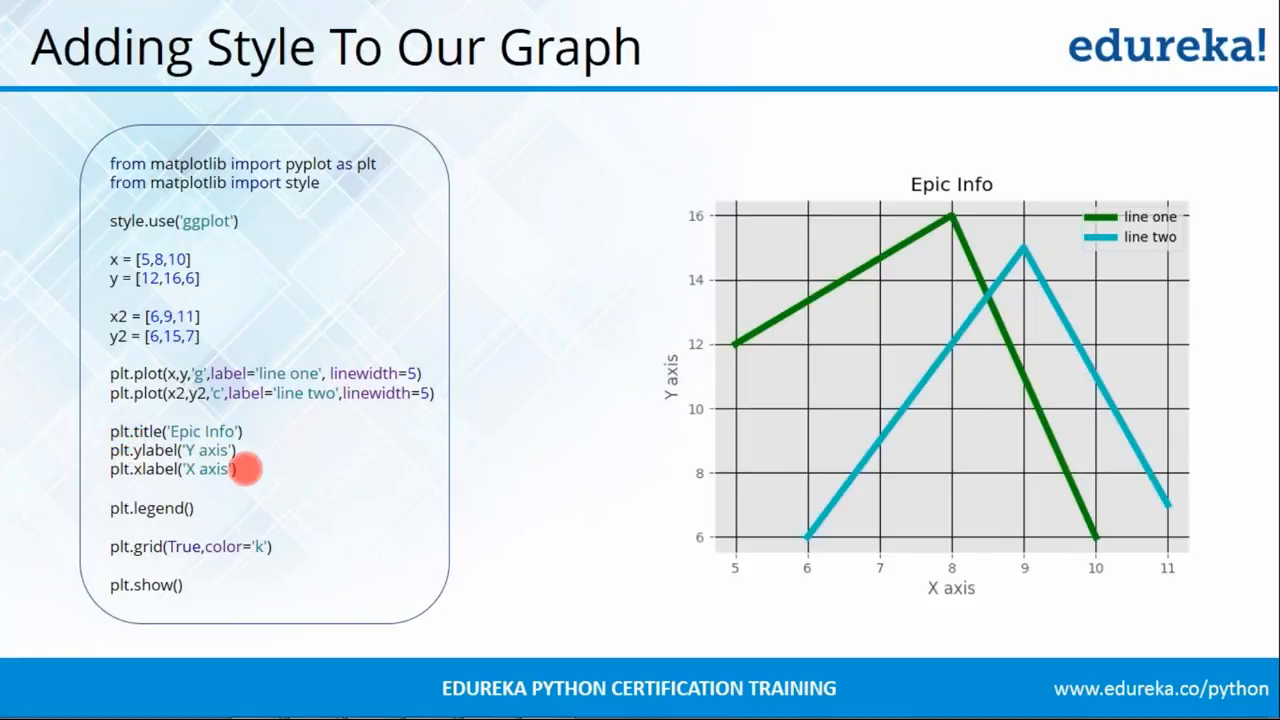 Adding Style To Our Graph
edureka!
from matplotlib import pyplot as plt
from matplotlib import style
style.use('ggplot')
x = [5,8,10]
y = [12,16,6]
x2 = [6,9,11]
y2 = [6,15,7]
plt.plot(x,y,'g',label='line one', linewidth=5)
plt.plot(x2,y2,'c',label='line two',linewidth=5)
plt.title('Epic Info')
plt.ylabel('Y axis')
plt.xlabel('X axis')
plt.legend()
plt.grid(True,color='k')
plt.show()
Epic Info
line one
line two
16
14
12
10
8
6
Y axis
5 6 7 8 9 10 11
X axis
EDUREKA PYTHON CERTIFICATION TRAINING
www.edureka.co/python